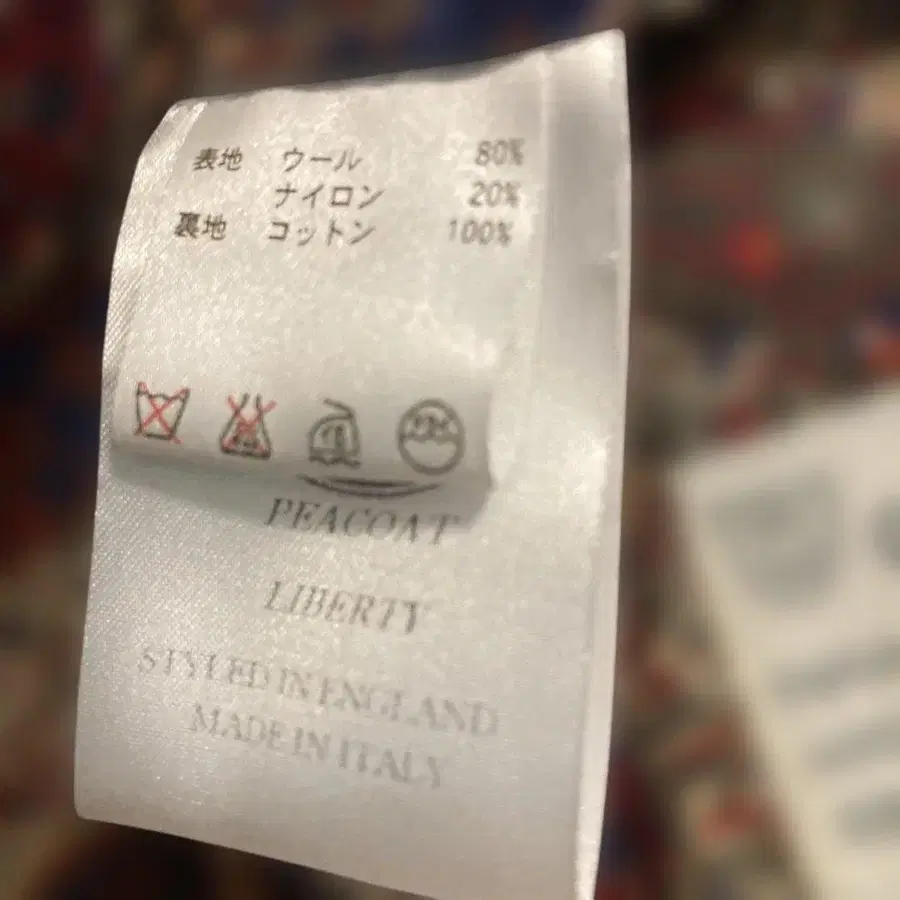 表地 ウール 80%
ナイロン 20%
裏地 コットン 100%
PEACOAT
LIBERTY
STYLED IN ENGLAND
MADE IN ITALY